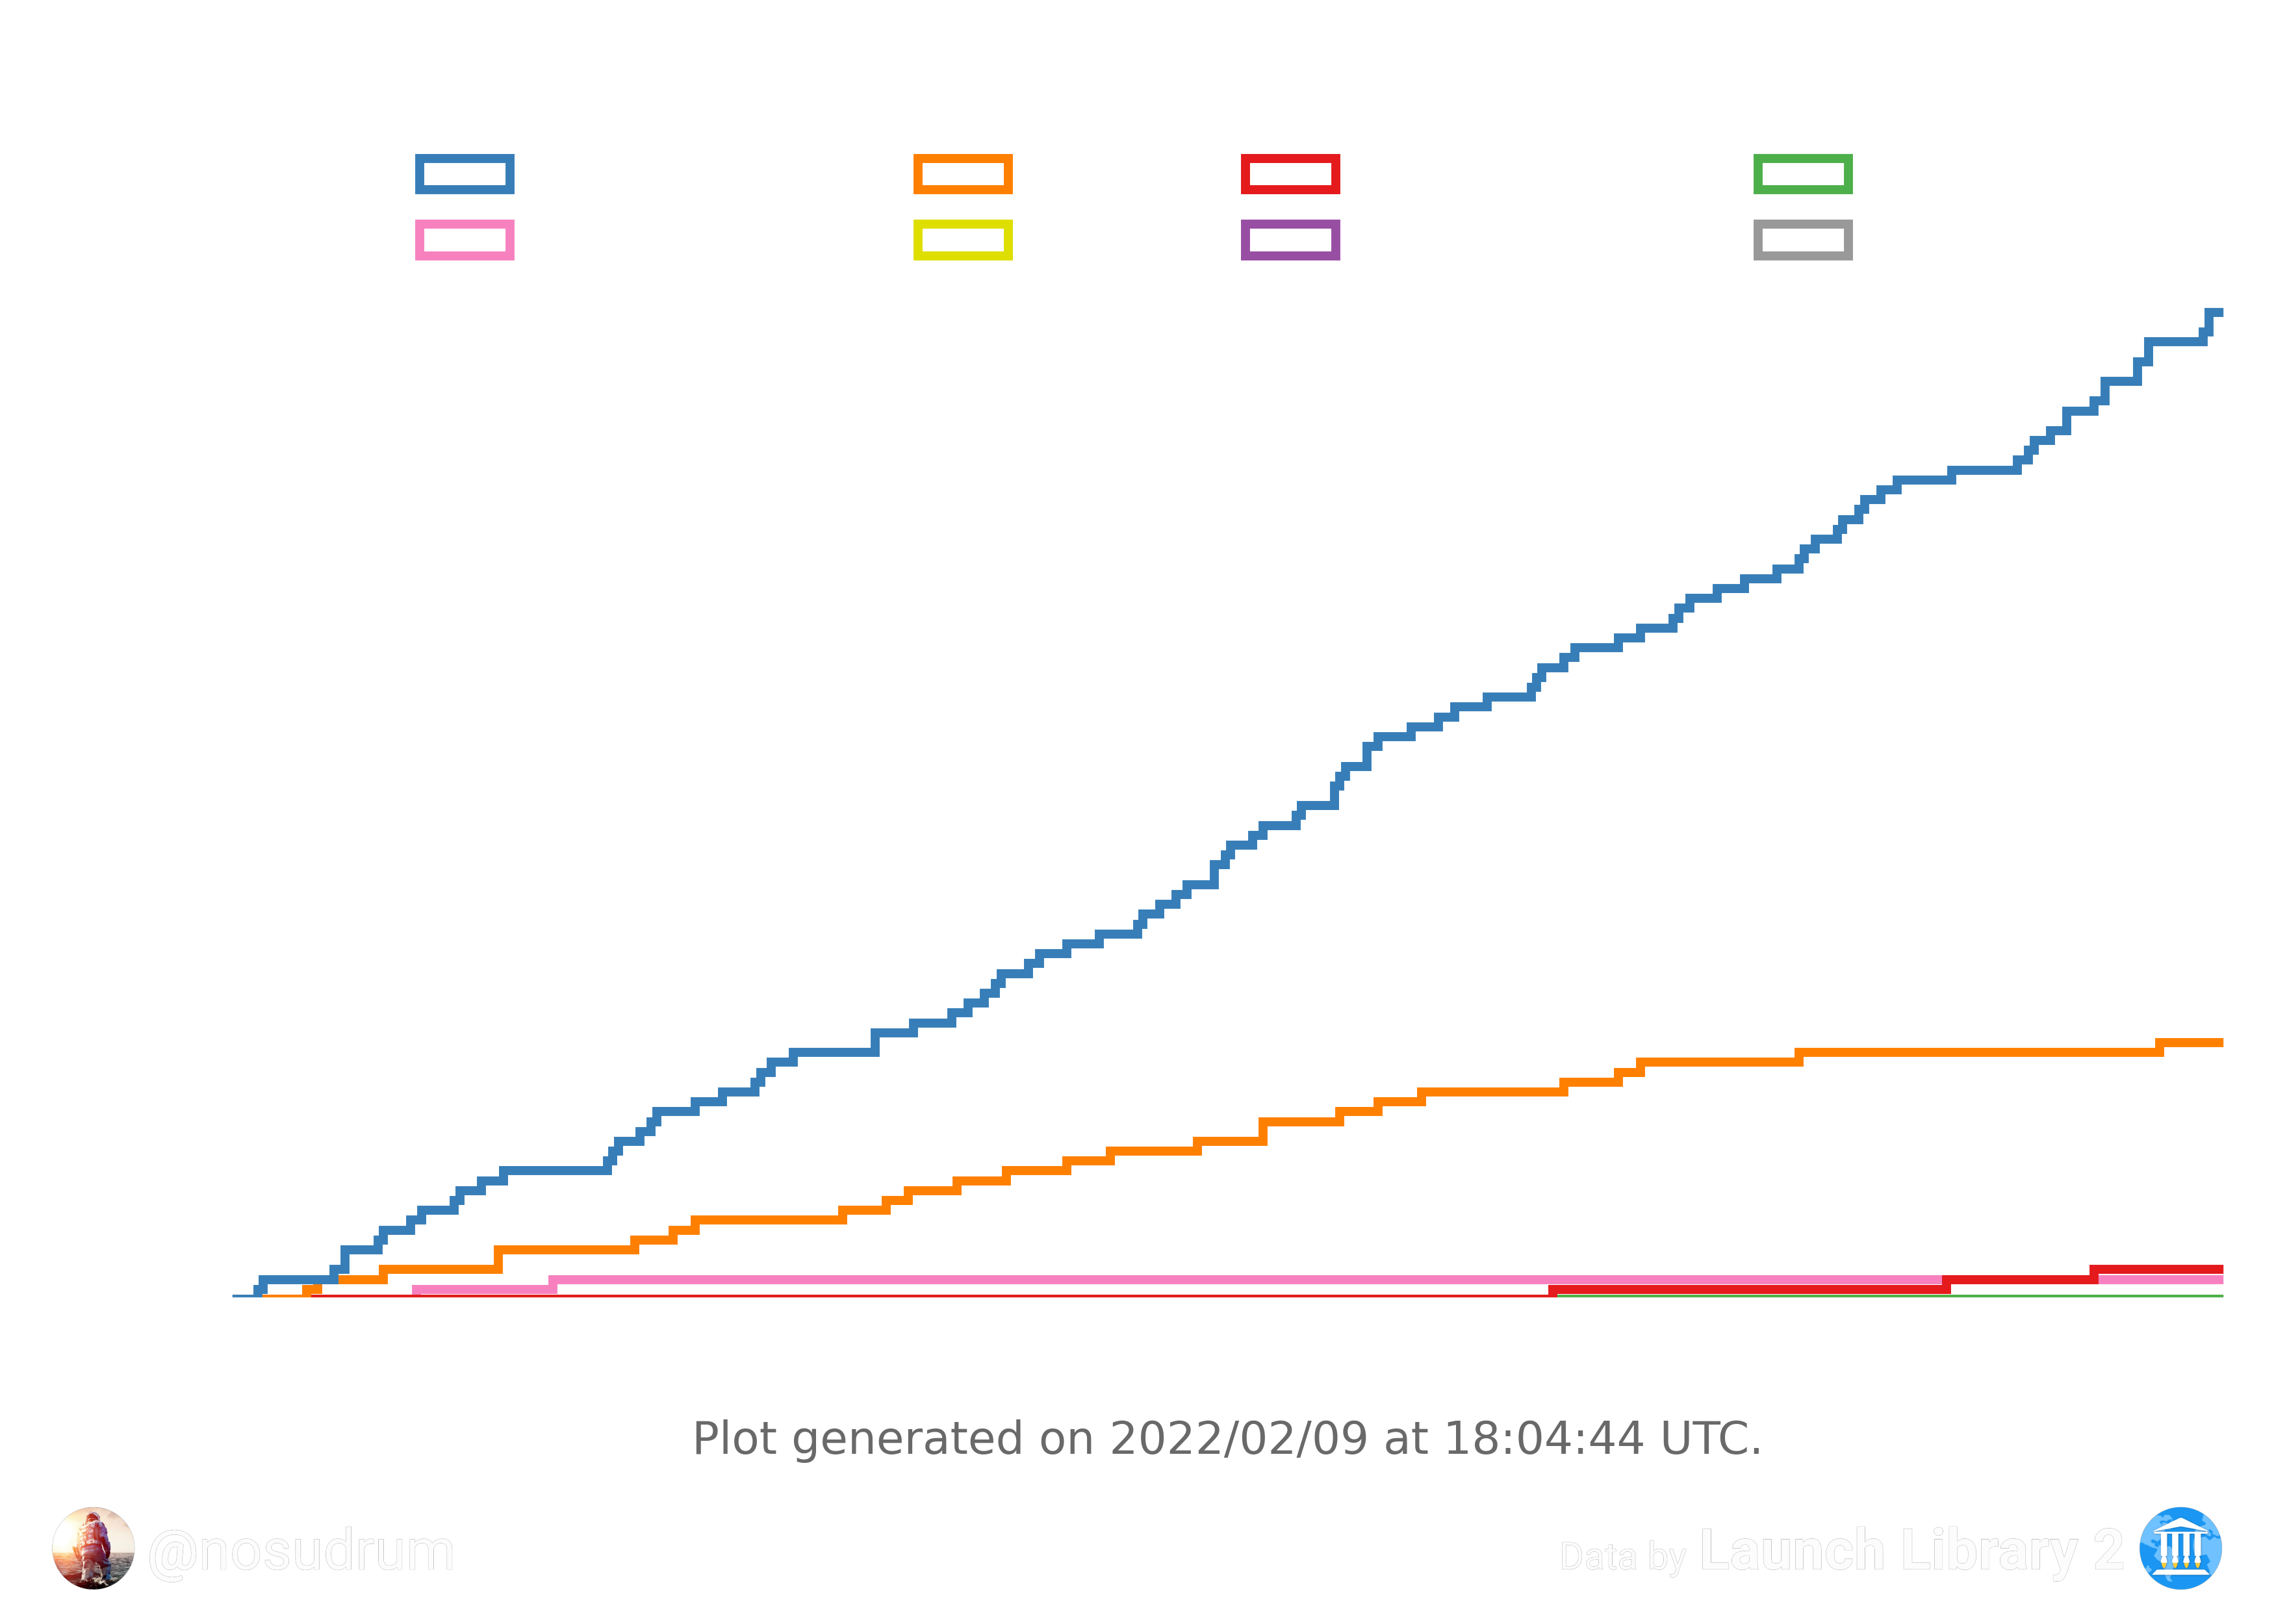 Plot generated on 2022/02/09 at 18:04:44 UTC.
@nosudrum
Data by Launch Library 2